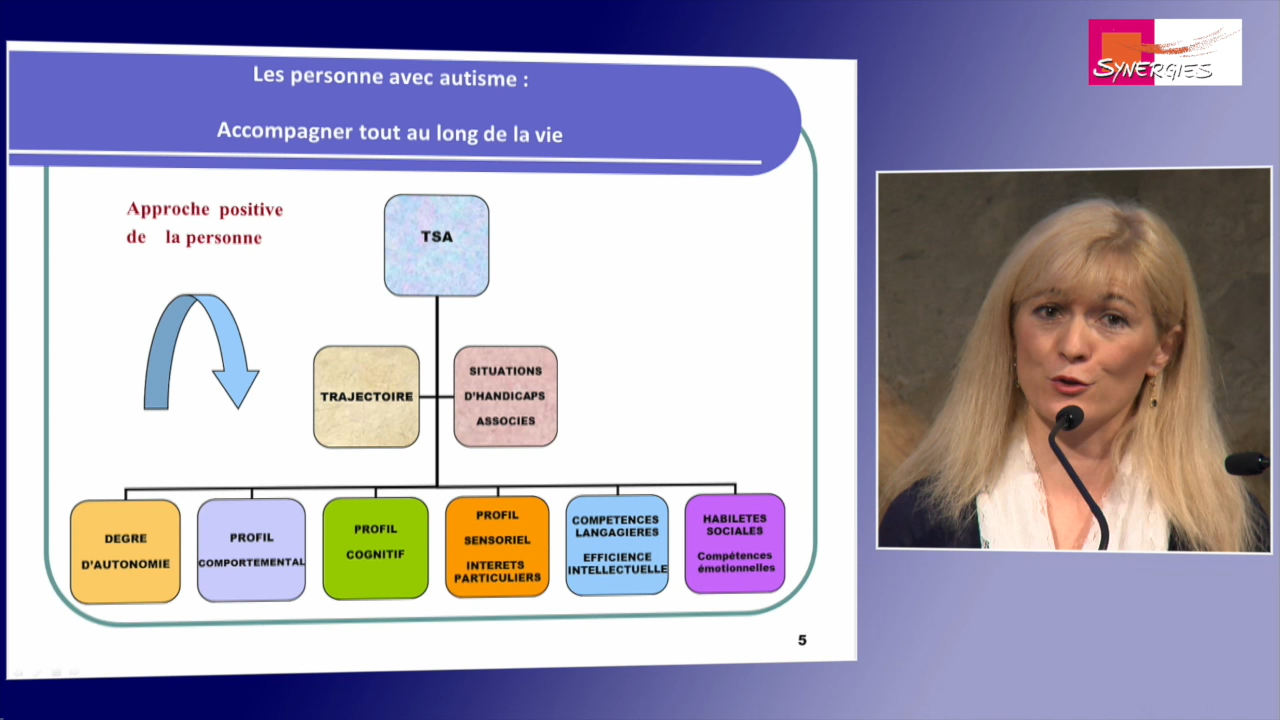 Les personne avec autisme :
Accompagner tout au long de la vie
SYNERGIES
Approche positive
de la personne
TSA
TRAJECTOIRE
SITUATIONS
D'HANDICAPS
ASSOCIES
DEGRE
D'AUTONOMIE
PROFIL
COMPORTEMENTAL
PROFIL
COGNITIF
PROFIL
SENSORIEL
INTERETS
PARTICULIERS
COMPETENCES
LANGAGIERES
EFFICIENCE
INTELLECTUELLE
HABILETES
SOCIALES
Compétences
émotionnelles
5